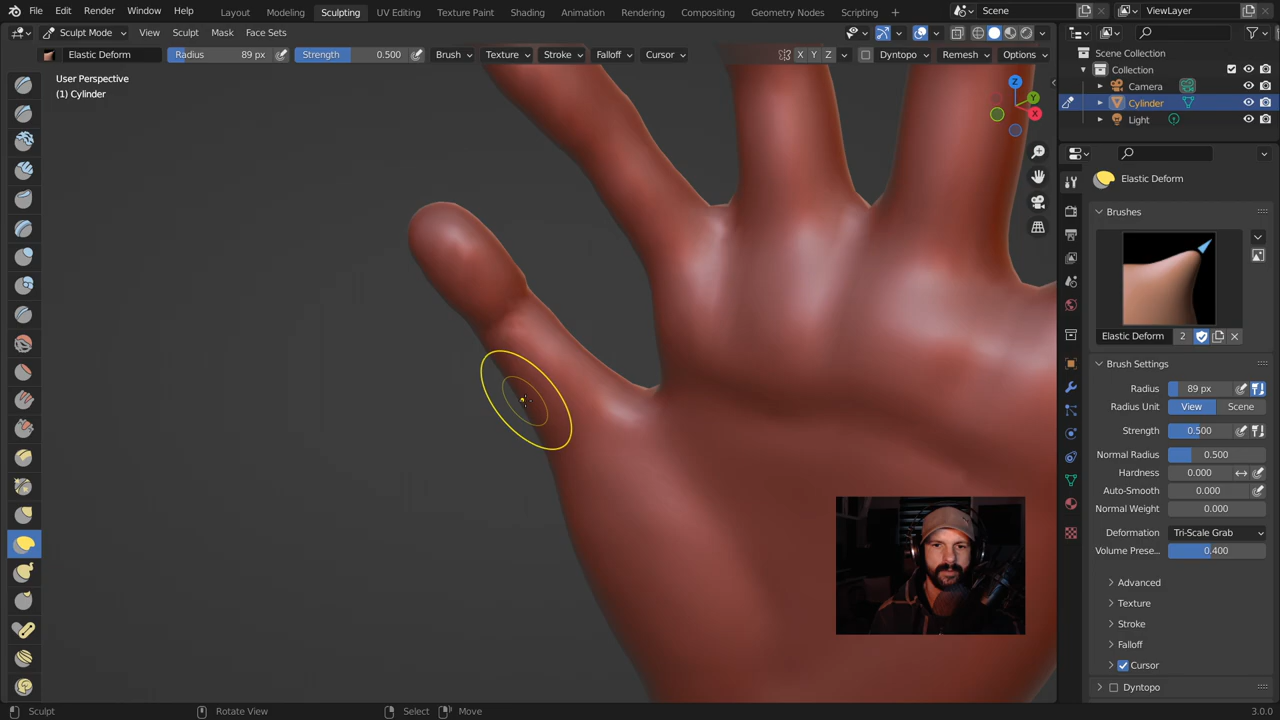 File Edit Render Window Help Layout Modeling Sculpting UV Editing Texture Paint Shading Animation Rendering Compositing Geometry Nodes Scripting + Scene ViewLayer
Sculpt Mode View Sculpt Mask Face Sets
Elastic Deform Radius 89 px Strength 0.500 Brush Texture Stroke Falloff Cursor X Y Z Dyntopo Remesh Options
User Perspective
(1) Cylinder
Z
Y
X
Scene Collection
Collection
Camera
Cylinder
Light
Elastic Deform
Brushes
Elastic Deform 2
Brush Settings
Radius 89 px
Radius Unit View Scene
Strength 0.500
Normal Radius 0.500
Hardness 0.000
Auto-Smooth 0.000
Normal Weight 0.000
Deformation Tri-Scale Grab
Volume Prese... 0.400
Advanced
Texture
Stroke
Falloff
Cursor
Dyntopo
Sculpt Rotate View Select Move 3.0.0